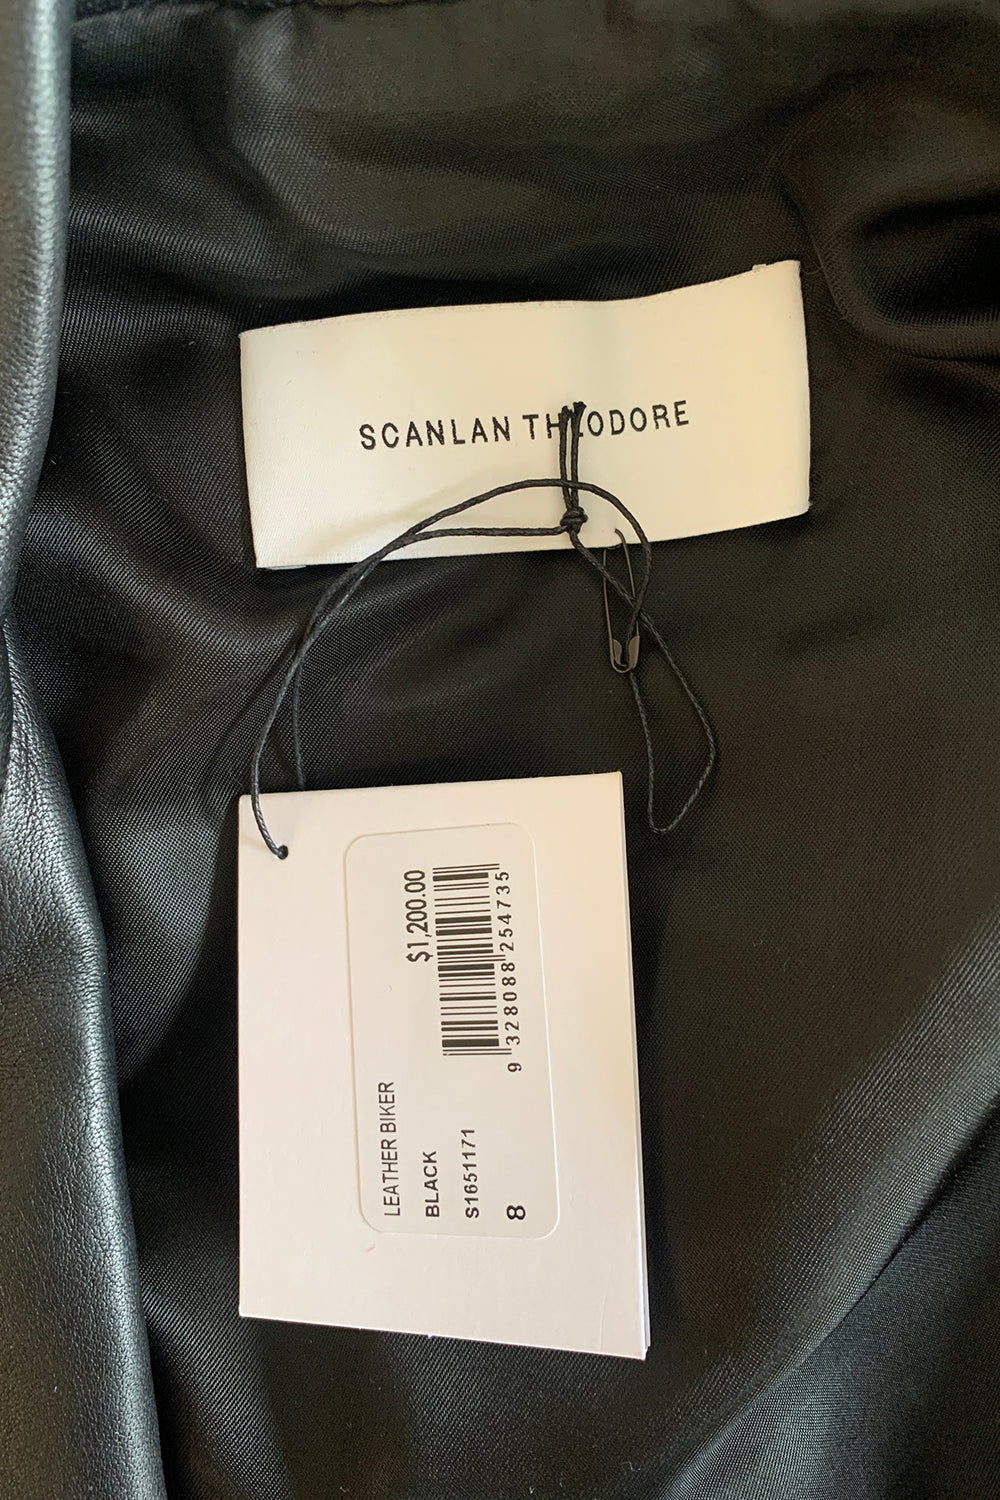 SCANLAN THEODORE
LEATHER BIKER
$1,200.00
BLACK
S1651171
8
9 328088 254735